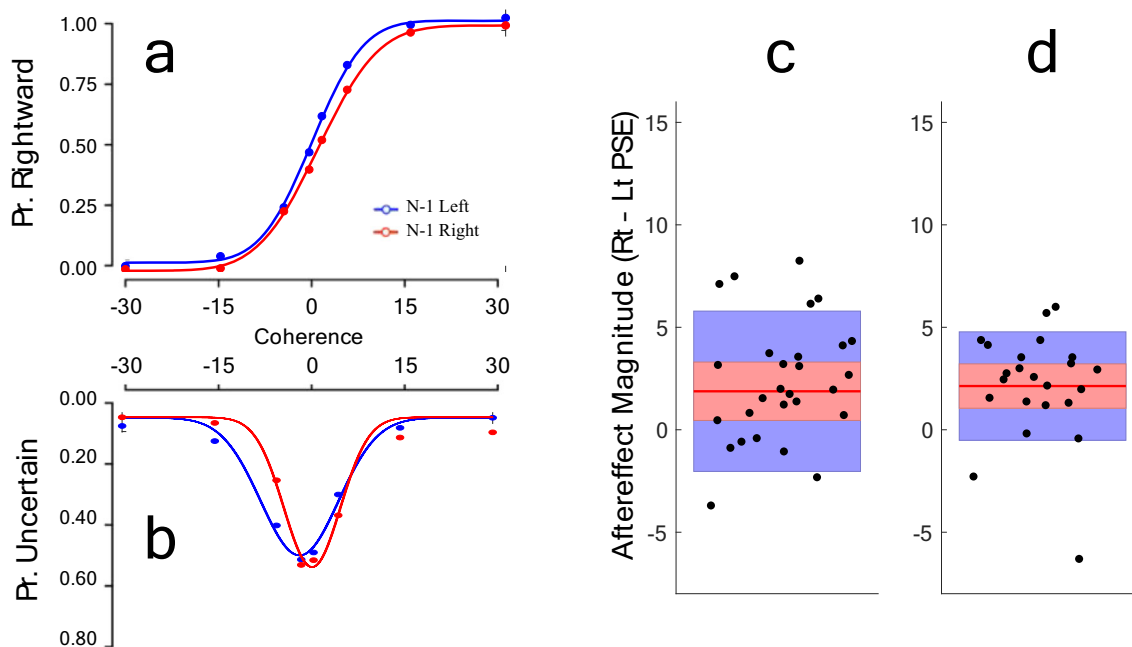 a
Pr. Rightward
1.00
0.75
0.50
0.25
0.00
N-1 Left
N-1 Right
-30 -15 0 15 30
Coherence
-30 -15 0 15 30
b
Pr. Uncertain
0.00
0.20
0.40
0.60
0.80
c
Aftereffect Magnitude (Rt - Lt PSE)
15
10
5
0
-5
d
15
10
5
0
-5